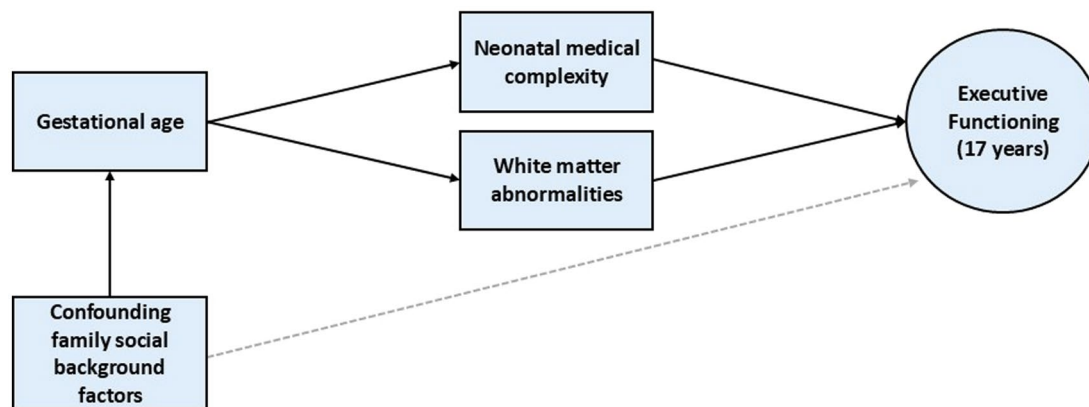 Neonatal medical
complexity
Gestational age
Executive
Functioning
(17 years)
White matter
abnormalities
Confounding
family social
background
factors